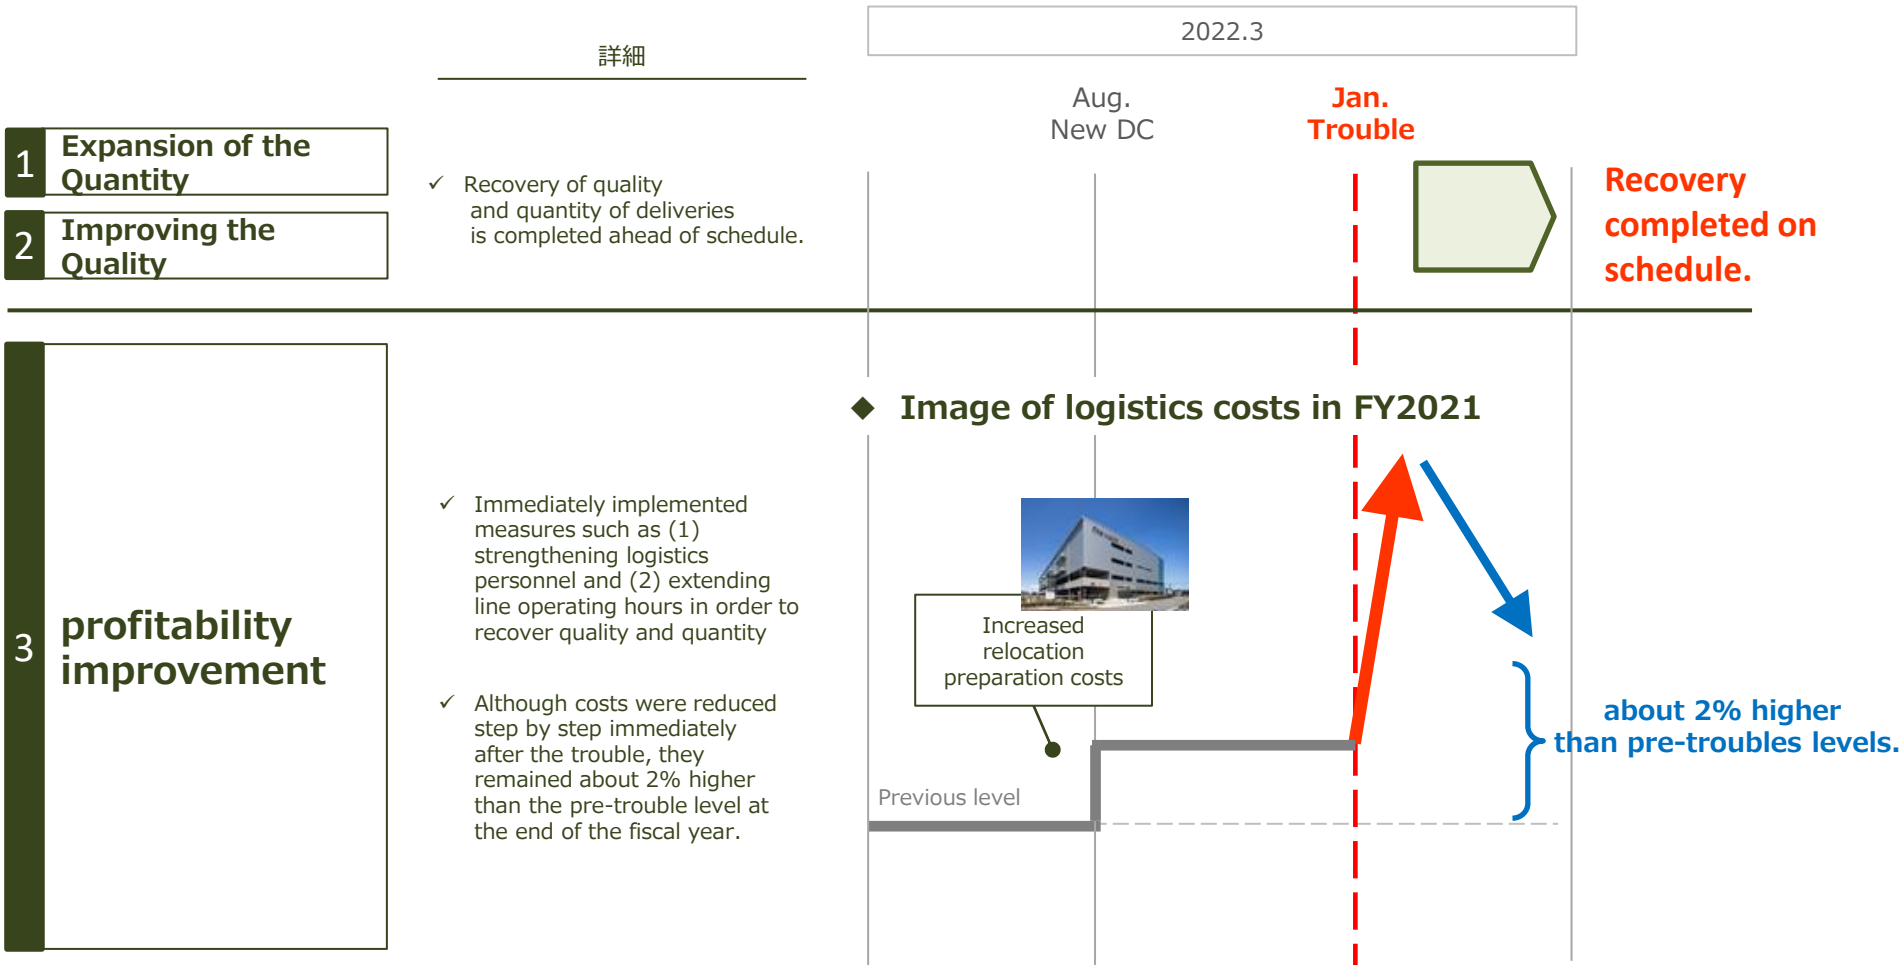 2022.3
詳細
Aug.
New DC
Jan.
Trouble
1
Expansion of the
Quantity
2
Improving the
Quality
✓ Recovery of quality
and quantity of deliveries
is completed ahead of schedule.
Recovery
completed on
schedule.
3
profitability
improvement
✓ Immediately implemented
measures such as (1)
strengthening logistics
personnel and (2) extending
line operating hours in order to
recover quality and quantity
✓ Although costs were reduced
step by step immediately
after the trouble, they
remained about 2% higher
than the pre-trouble level at
the end of the fiscal year.
◆ Image of logistics costs in FY2021
Increased
relocation
preparation costs
Previous level
about 2% higher
than pre-troubles levels.